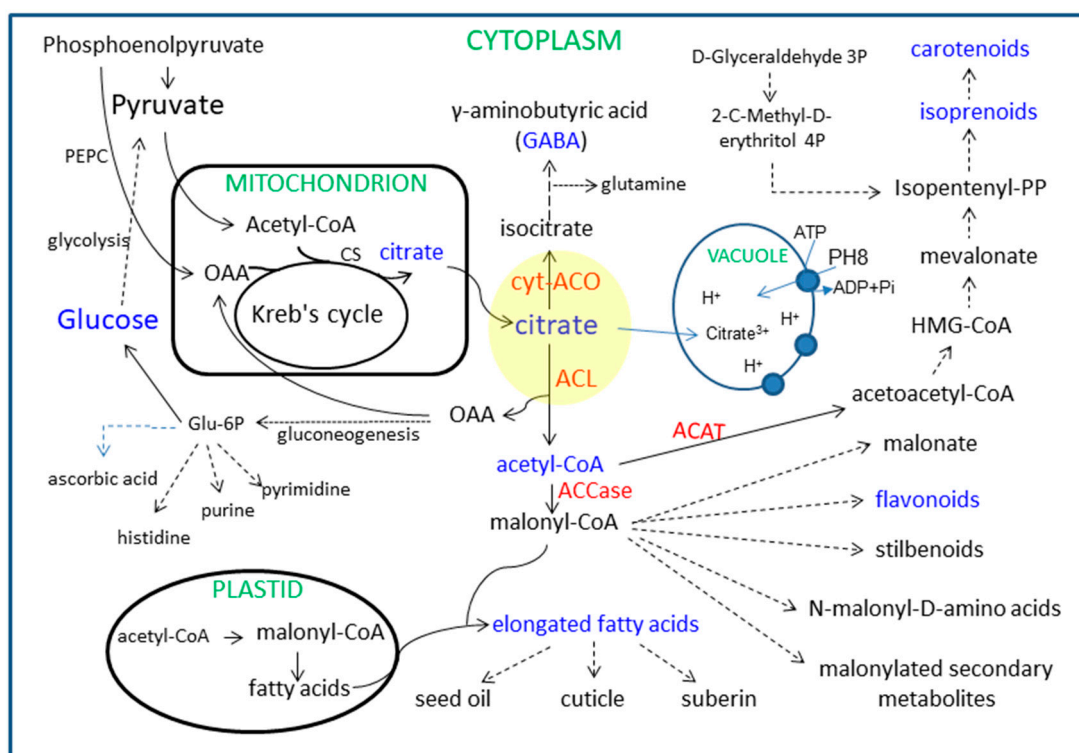 CYTOPLASM
Phosphoenolpyruvate
Pyruvate
PEPC
glycolysis
Glucose
MITOCHONDRION
Acetyl-CoA
OAA
CS
citrate
Kreb's cycle
γ-aminobutyric acid
(GABA)
glutamine
isocitrate
cyt-ACO
citrate
ACL
OAA
gluconeogenesis
Glu-6P
ascorbic acid
histidine
purine
pyrimidine
D-Glyceraldehyde 3P
2-C-Methyl-D-
erythritol 4P
carotenoids
isoprenoids
Isopentenyl-PP
mevalonate
HMG-CoA
acetoacetyl-CoA
VACUOLE
ATP
PH8
ADP+Pi
H⁺
H⁺
Citrate³⁺
H⁺
ACAT
acetyl-CoA
ACCase
malonyl-CoA
malonate
flavonoids
stilbenoids
N-malonyl-D-amino acids
malonylated secondary
metabolites
PLASTID
acetyl-CoA
malonyl-CoA
fatty acids
elongated fatty acids
seed oil
cuticle
suberin